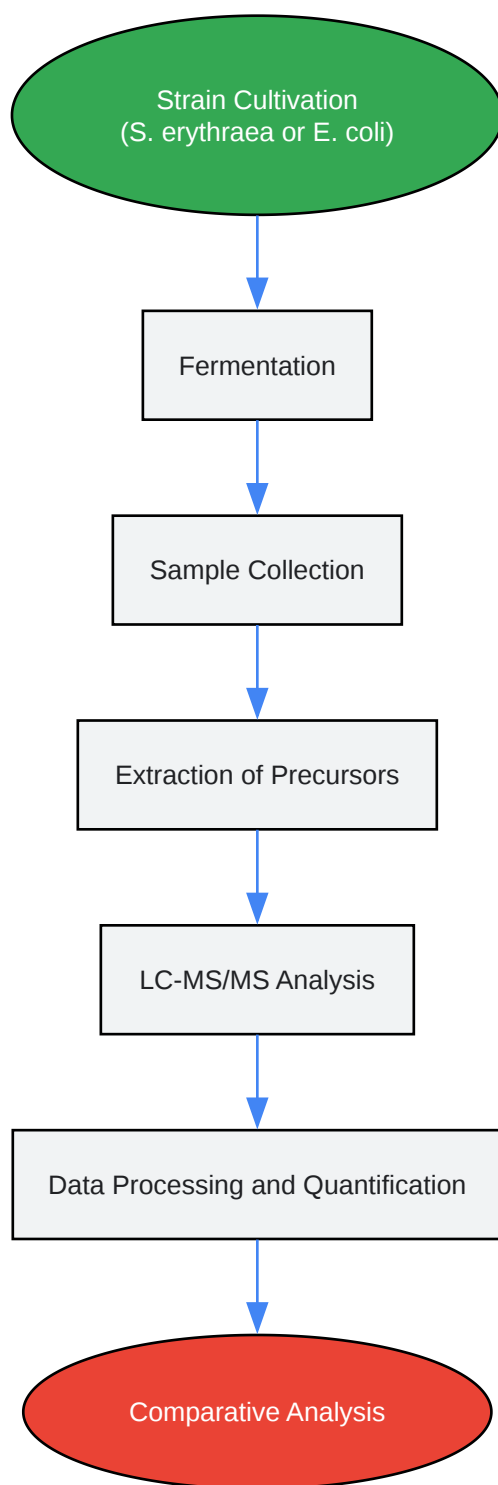 Strain Cultivation
(S. erythraea or E. coli)
Fermentation
Sample Collection
Extraction of Precursors
LC-MS/MS Analysis
Data Processing and Quantification
Comparative Analysis